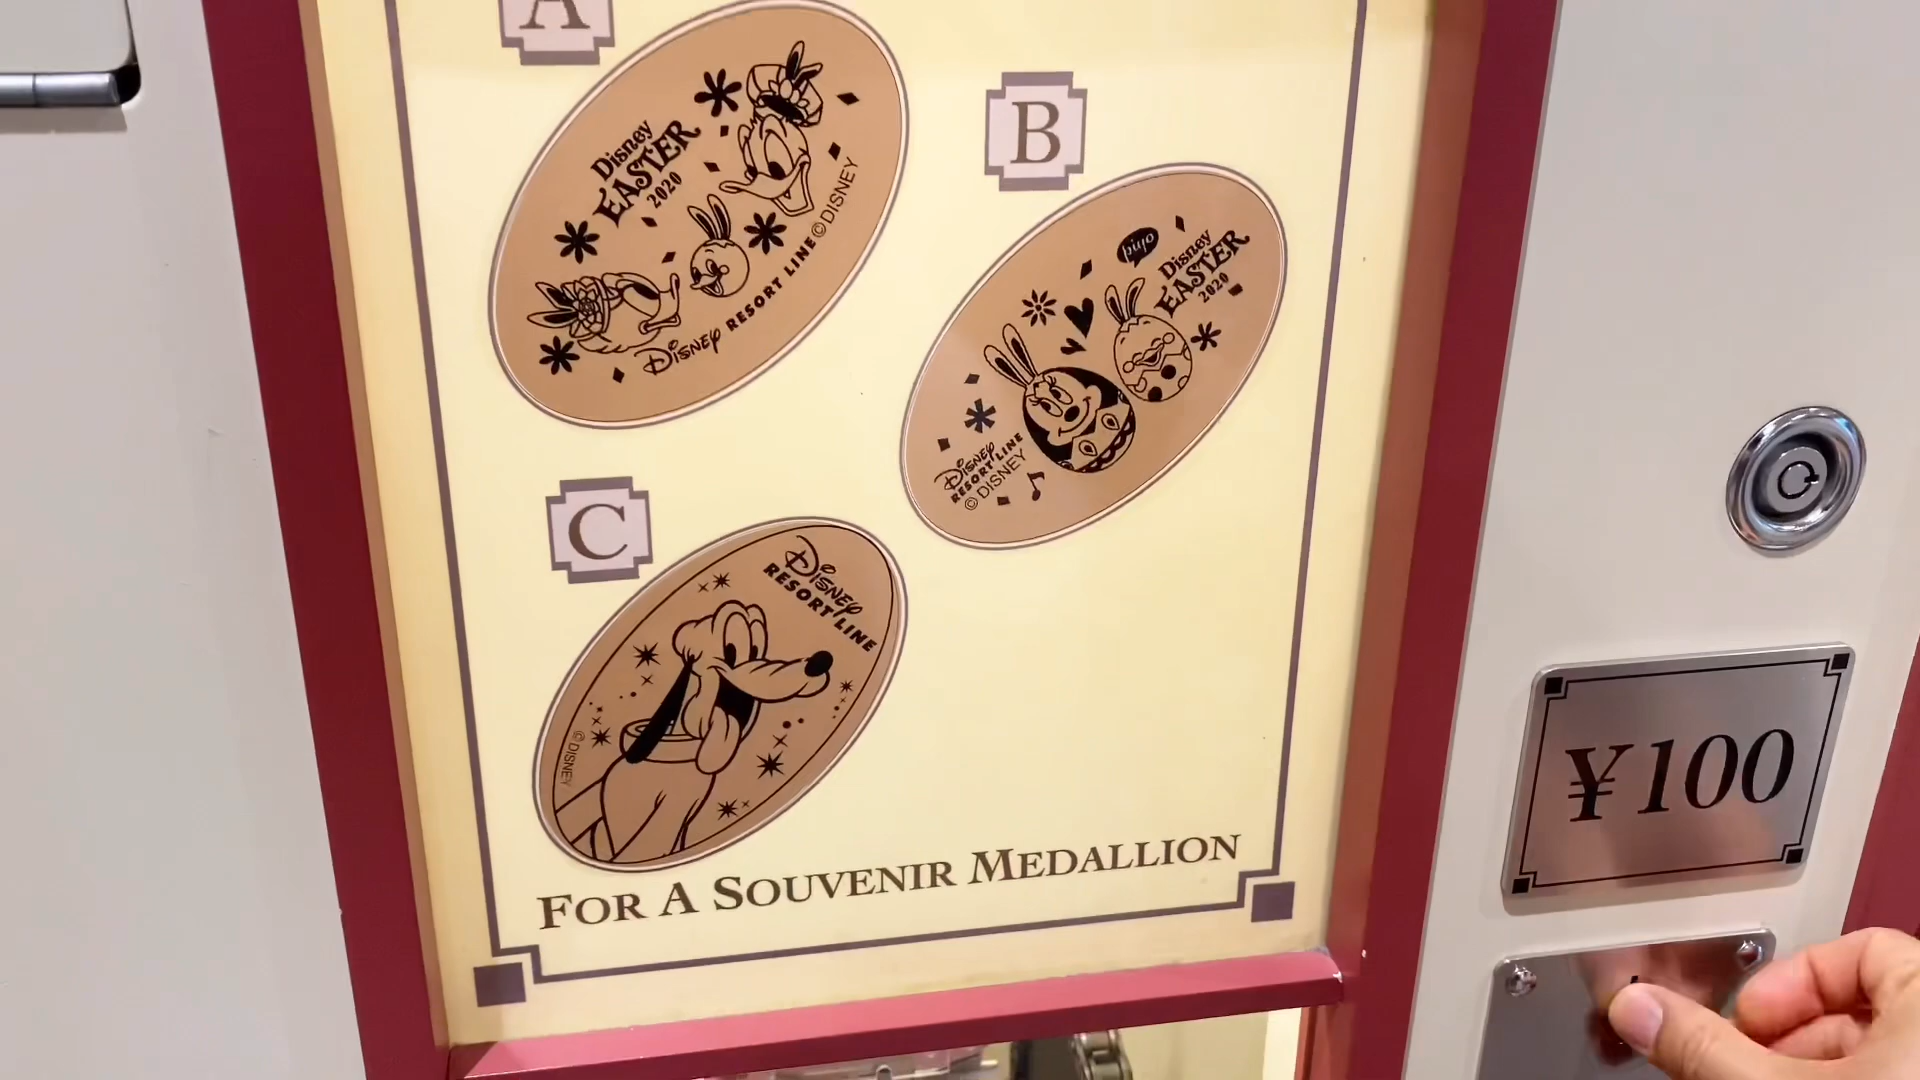 A
Disney
EASTER
2020
DISNEY RESORT LINE ©DISNEY
B
piyo
Disney
EASTER
2020
DISNEY
RESORT LINE
© DISNEY
C
DISNEY
RESORT LINE
©DISNEY
FOR A SOUVENIR MEDALLION
¥100